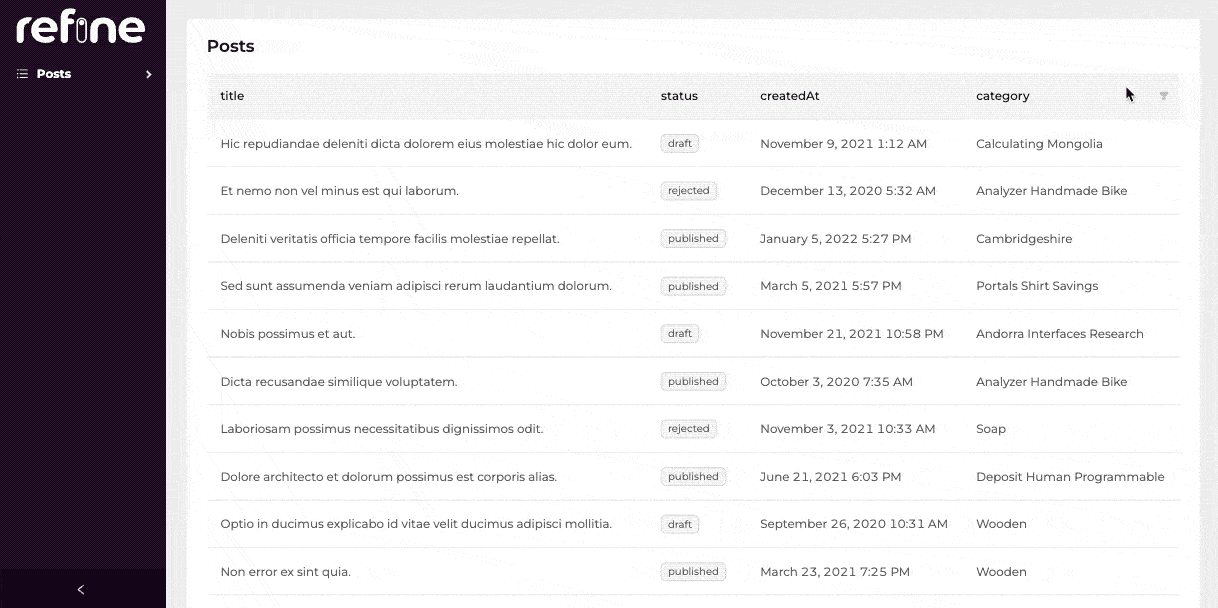 refine
Posts
Posts
title status createdAt category
Hic repudiandae deleniti dicta dolorem eius molestiae hic dolor eum. draft November 9, 2021 1:12 AM Calculating Mongolia
Et nemo non vel minus est qui laborum. rejected December 13, 2020 5:32 AM Analyzer Handmade Bike
Deleniti veritatis officia tempore facilis molestiae repellat. published January 5, 2022 5:27 PM Cambridgeshire
Sed sunt assumenda veniam adipisci rerum laudantium dolorum. published March 5, 2021 5:57 PM Portals Shirt Savings
Nobis possimus et aut. draft November 21, 2021 10:58 PM Andorra Interfaces Research
Dicta recusandae similique voluptatem. published October 3, 2020 7:35 AM Analyzer Handmade Bike
Laboriosam possimus necessitatibus dignissimos odit. rejected November 3, 2021 10:33 AM Soap
Dolore architecto et dolorum possimus est corporis alias. published June 21, 2021 6:03 PM Deposit Human Programmable
Optio in ducimus explicabo id vitae velit ducimus adipisci mollitia. draft September 26, 2020 10:31 AM Wooden
Non error ex sint quia. published March 23, 2021 7:25 PM Wooden